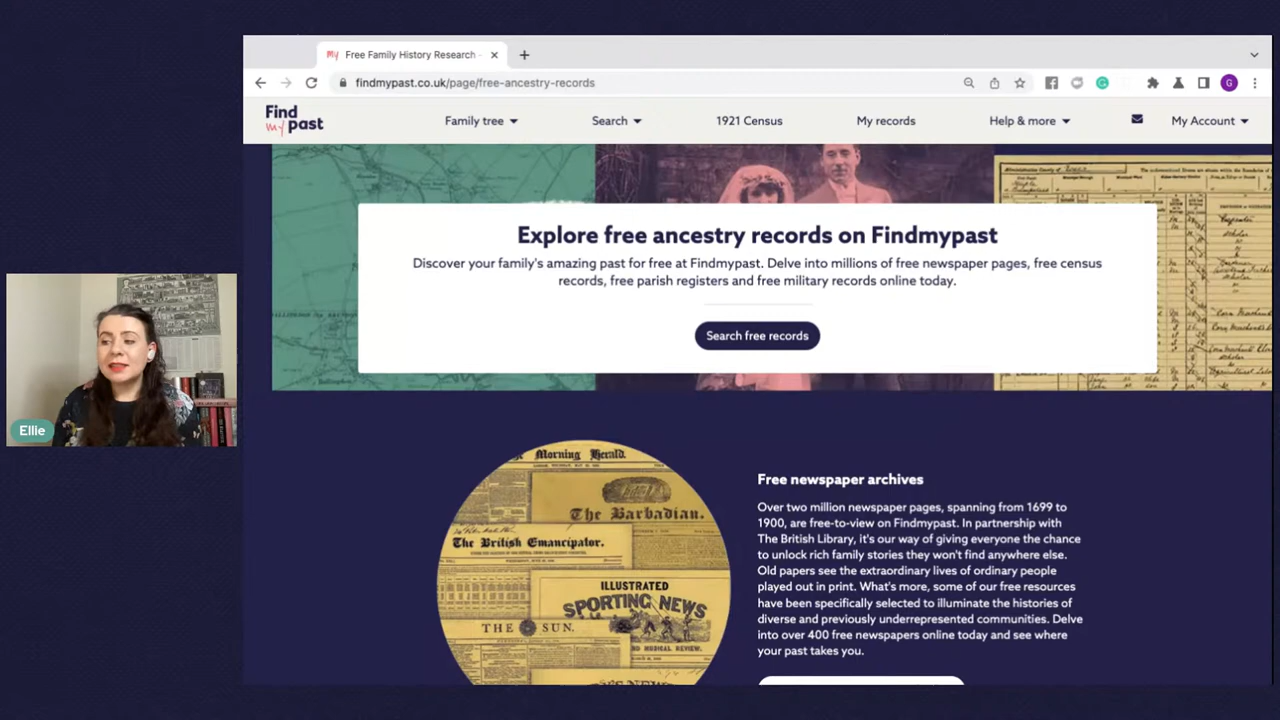 my Free Family History Research -
findmypast.co.uk/page/free-ancestry-records
G
Find
my past
Family tree
Search
1921 Census
My records
Help & more
My Account
Explore free ancestry records on Findmypast
Discover your family's amazing past for free at Findmypast. Delve into millions of free newspaper pages, free census
records, free parish registers and free military records online today.
Search free records
Ellie
Morning Herald.
The Barbadian.
The British Emancipator.
ILLUSTRATED
SPORTING NEWS
THE SUN.
Free newspaper archives
Over two million newspaper pages, spanning from 1699 to
1900, are free-to-view on Findmypast. In partnership with
The British Library, it's our way of giving everyone the chance
to unlock rich family stories they won't find anywhere else.
Old papers see the extraordinary lives of ordinary people
played out in print. What's more, some of our free resources
have been specifically selected to illuminate the histories of
diverse and previously underrepresented communities. Delve
into over 400 free newspapers online today and see where
your past takes you.